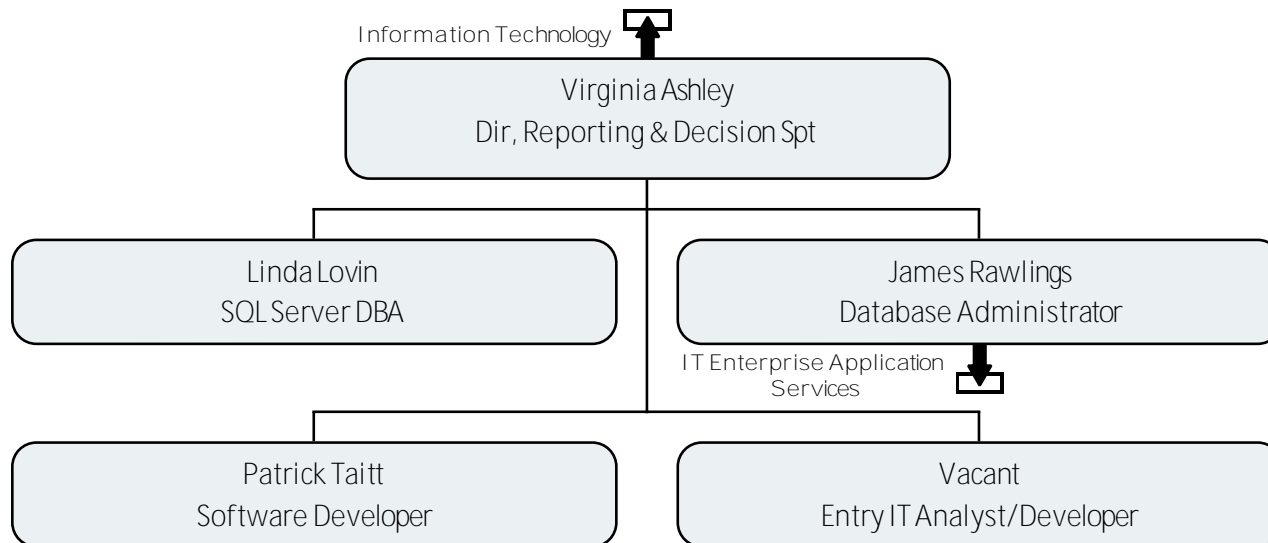 Information Technology
Virginia Ashley
Dir, Reporting & Decision Spt
Linda Lovin
SQL Server DBA
James Rawlings
Database Administrator
IT Enterprise Application
Services
Patrick Taitt
Software Developer
Vacant
Entry IT Analyst/Developer